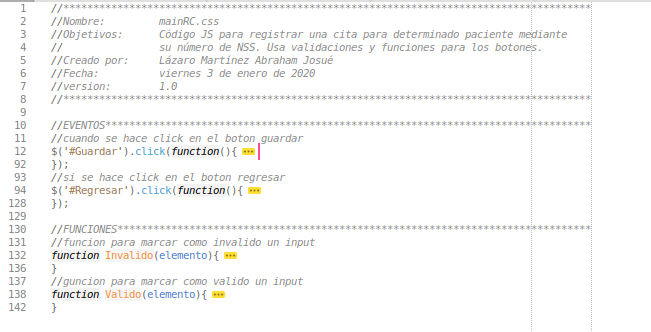 1 //****************************************************************************************
2 //Nombre: mainRC.css
3 //Objetivos: Código JS para registrar una cita para determinado paciente mediante
4 // su número de NSS. Usa validaciones y funciones para los botones.
5 //Creado por: Lázaro Martínez Abraham Josué
6 //Fecha: viernes 3 de enero de 2020
7 //version: 1.0
8 //****************************************************************************************
9
10 //EVENTOS*********************************************************************************
11 //cuando se hace click en el boton guardar
12 $('#Guardar').click(function(){ ...
92 });
93 //si se hace click en el boton regresar
94 $('#Regresar').click(function(){ ...
128 });
129
130 //FUNCIONES*******************************************************************************
131 //funcion para marcar como invalido un input
132 function Invalido(elemento){ ...
136 }
137 //guncion para marcar como valido un input
138 function Valido(elemento){ ...
142 }